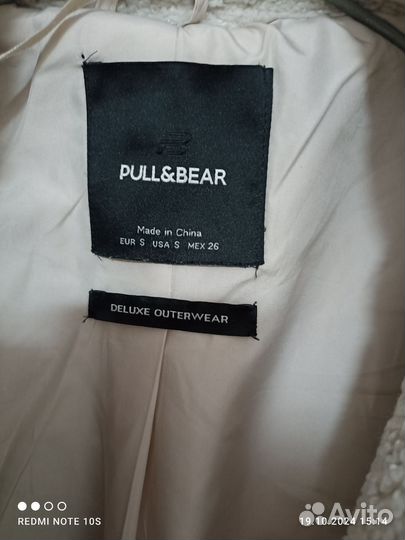 PULL&BEAR
Made in China
EUR S USA S MEX 26
DELUXE OUTERWEAR
REDMI NOTE 10S
19.10.2024 15:14
Avito